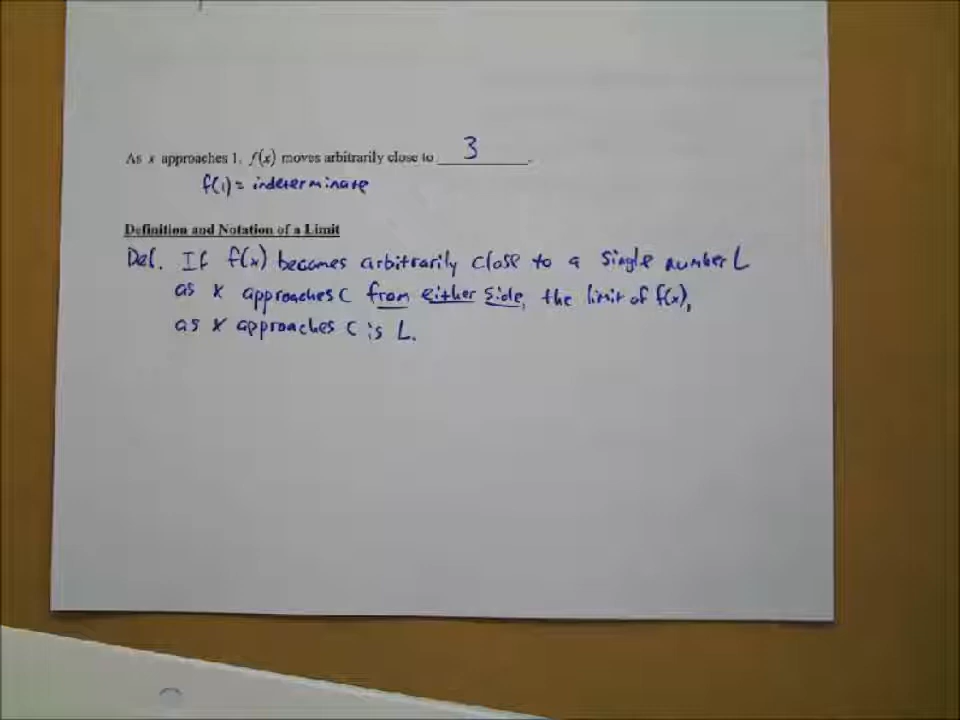 As x approaches 1, f(x) moves arbitrarily close to 3.
f(1) = indeterminate
Definition and Notation of a Limit
Def. If f(x) becomes arbitrarily close to a single number L
as x approaches c from either side, the limit of f(x),
as x approaches c is L.